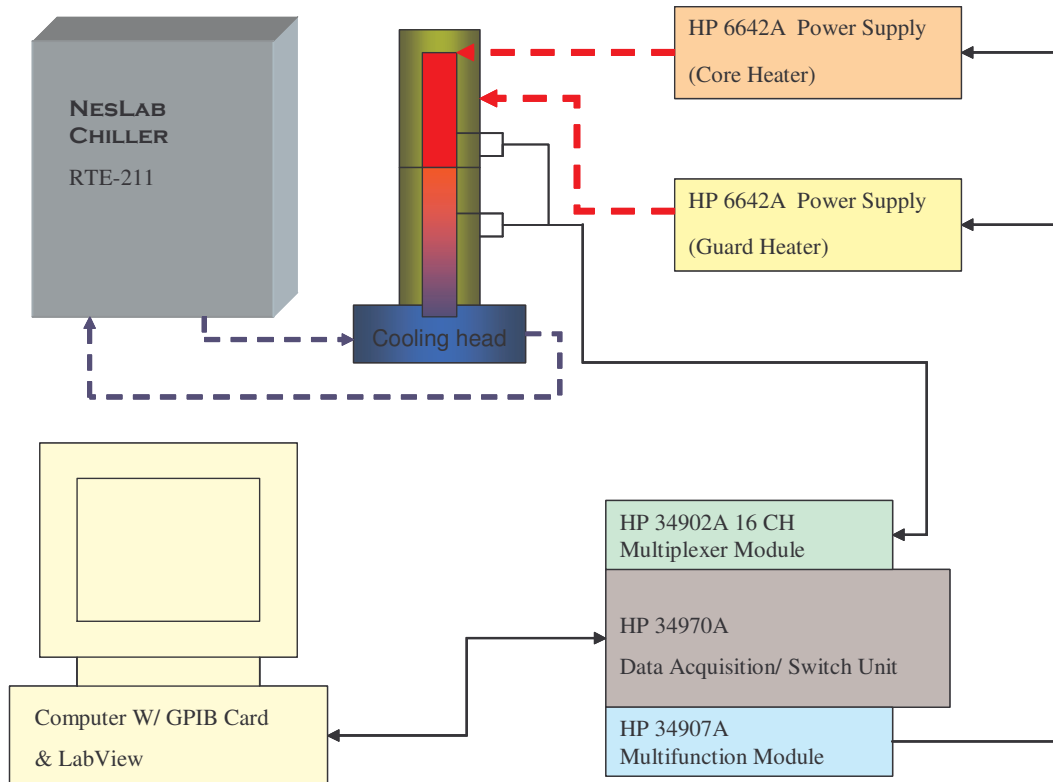 NESLAB
CHILLER
RTE-211
HP 6642A Power Supply
(Core Heater)
HP 6642A Power Supply
(Guard Heater)
Cooling head
HP 34902A 16 CH
Multiplexer Module
HP 34970A
Data Acquisition/ Switch Unit
HP 34907A
Multifunction Module
Computer W/ GPIB Card
& LabView